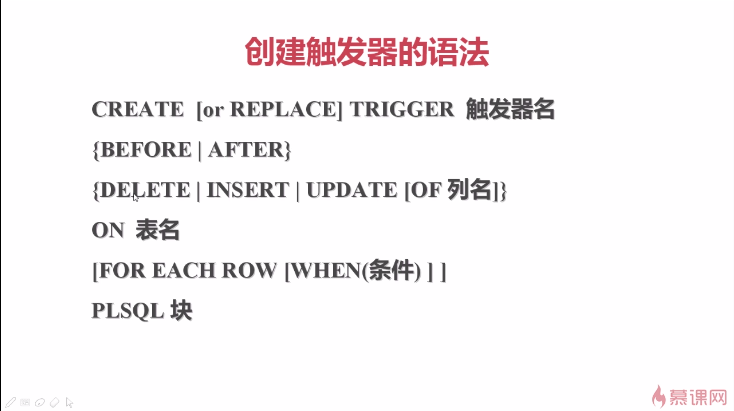 创建触发器的语法
CREATE [or REPLACE] TRIGGER 触发器名
{BEFORE | AFTER}
{DELETE | INSERT | UPDATE [OF 列名]}
ON 表名
[FOR EACH ROW [WHEN(条件) ] ]
PLSQL 块
慕课网